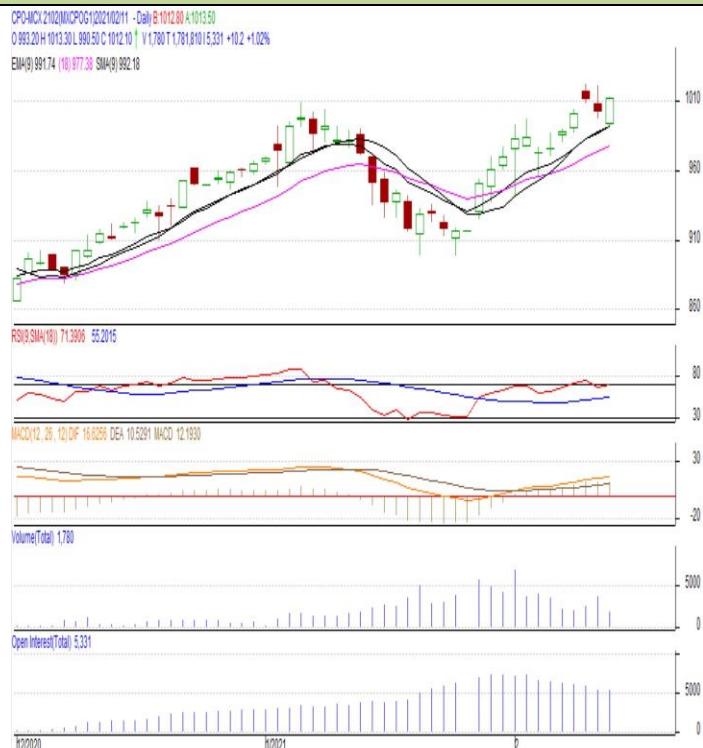 CPO-MCX 2102(MXCPOG1)2021/02/11 - Daily B:1012.80 A:1013.50
O 993.20 H 1013.30 L 990.50 C 1012.10 ↑ V 1,780 T 1,781,810 I 5,331 +10.2 +1.02%
EMA(9) 991.74 (18) 977.38 SMA(9) 992.18
1010
960
910
860
RSI(9,SMA(18)) 71.3906 55.2015
80
30
MACD(12, 26, 12) DIF 16.6256 DEA 10.5291 MACD 12.1930
30
-20
Volume(Total) 1,780
5000
0
Open Interest(Total) 5,331
5000
0
12/2020 1/2021